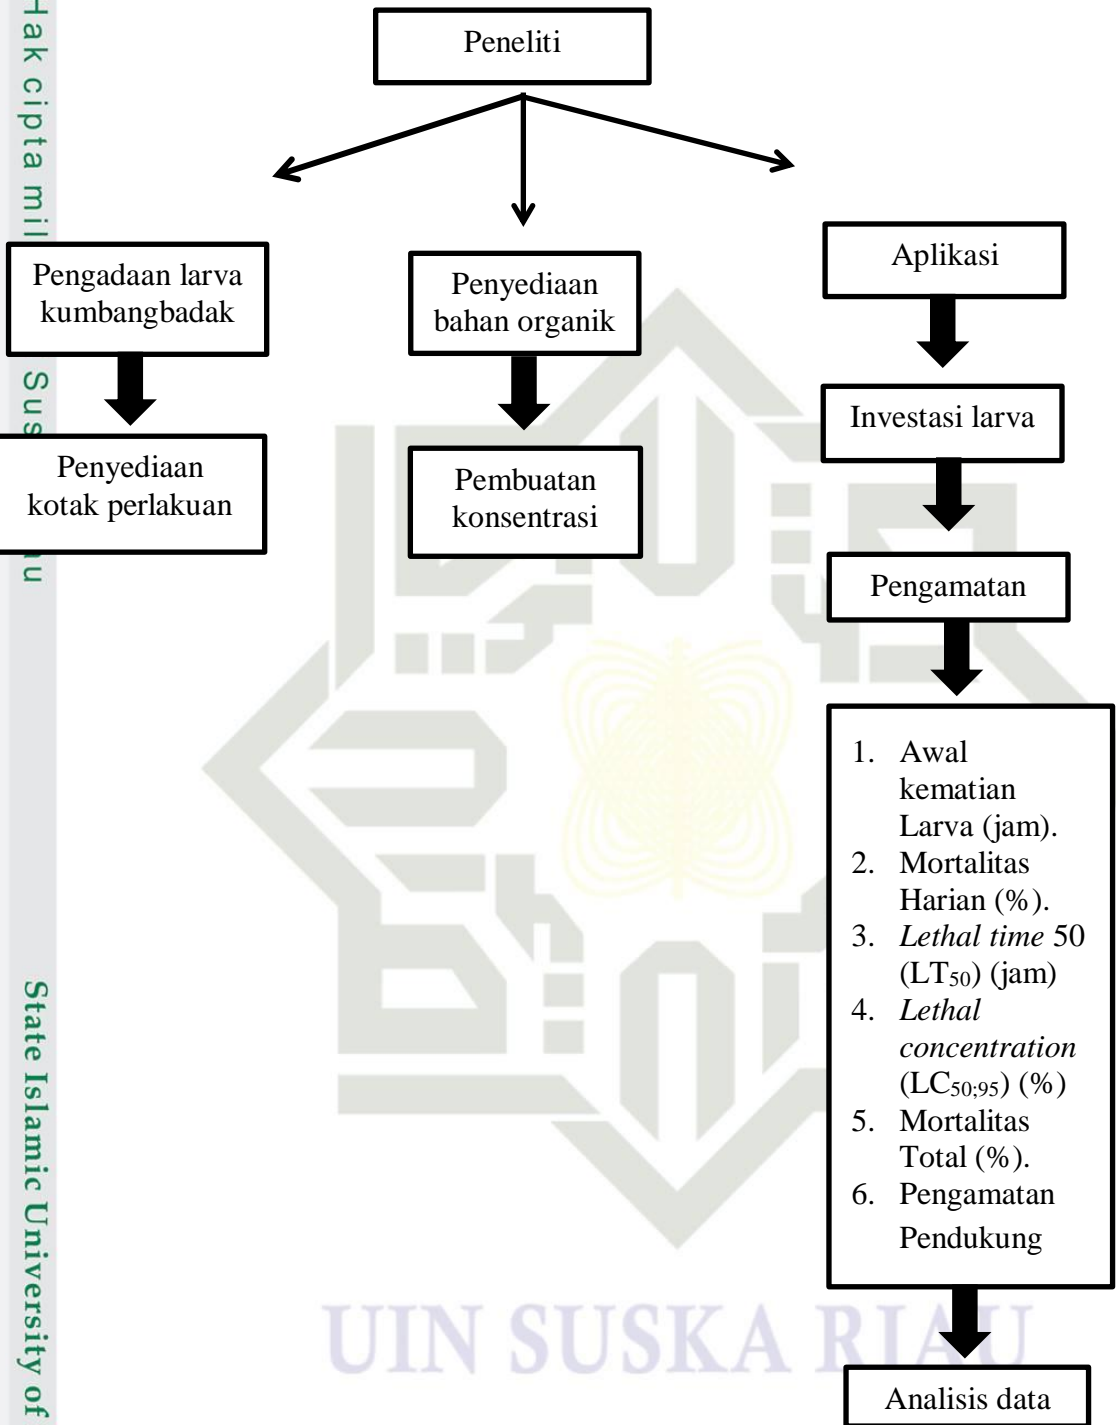 Hak cipta mil
Sus
au
State Islamic University of
Peneliti
Pengadaan larva
kumbangbadak
Penyediaan
kotak perlakuan
Penyediaan
bahan organik
Pembuatan
konsentrasi
Aplikasi
Investasi larva
Pengamatan
1. Awal
kematian
Larva (jam).
2. Mortalitas
Harian (%).
3. Lethal time 50
(LT₅₀) (jam)
4. Lethal
concentration
(LC₅₀;₉₅) (%)
5. Mortalitas
Total (%).
6. Pengamatan
Pendukung
Analisis data
UIN SUSKA RIAU